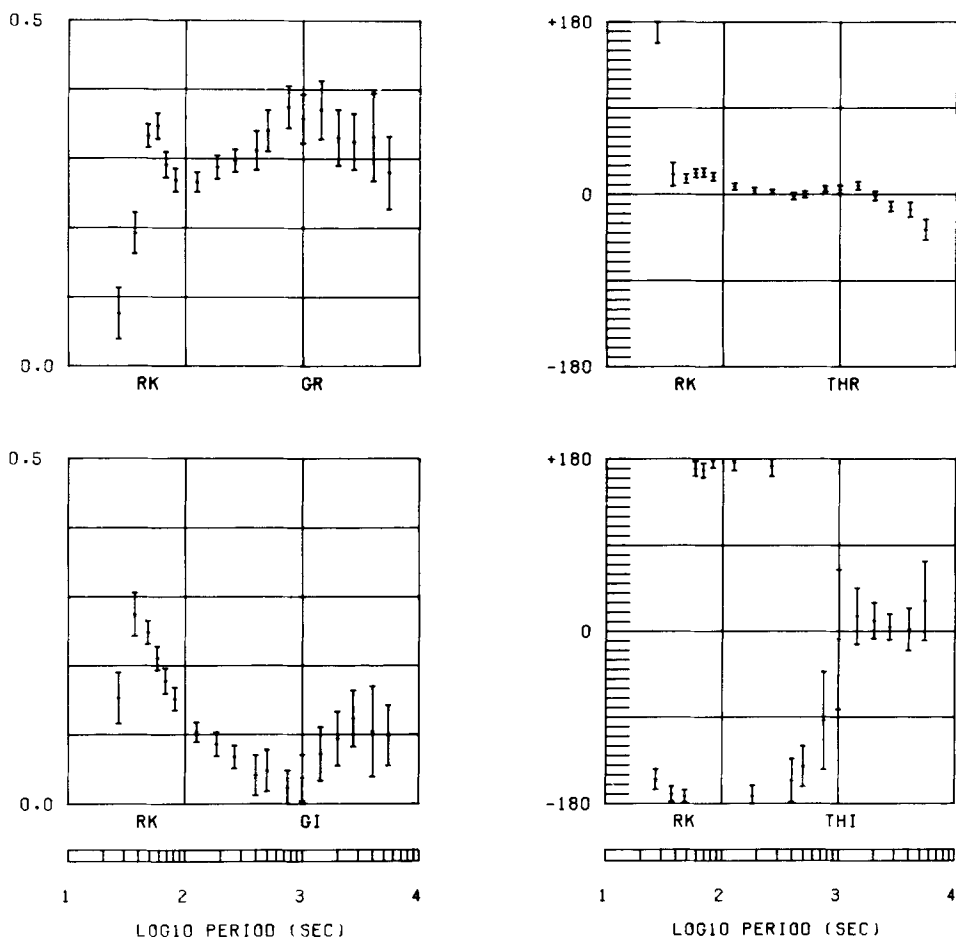 0.5
0.0
RK GR
+180
0
-180
RK THR
0.5
0.0
RK GI
1 2 3 4
LOG10 PERIOD (SEC)
+180
0
-180
RK THI
1 2 3 4
LOG10 PERIOD (SEC)